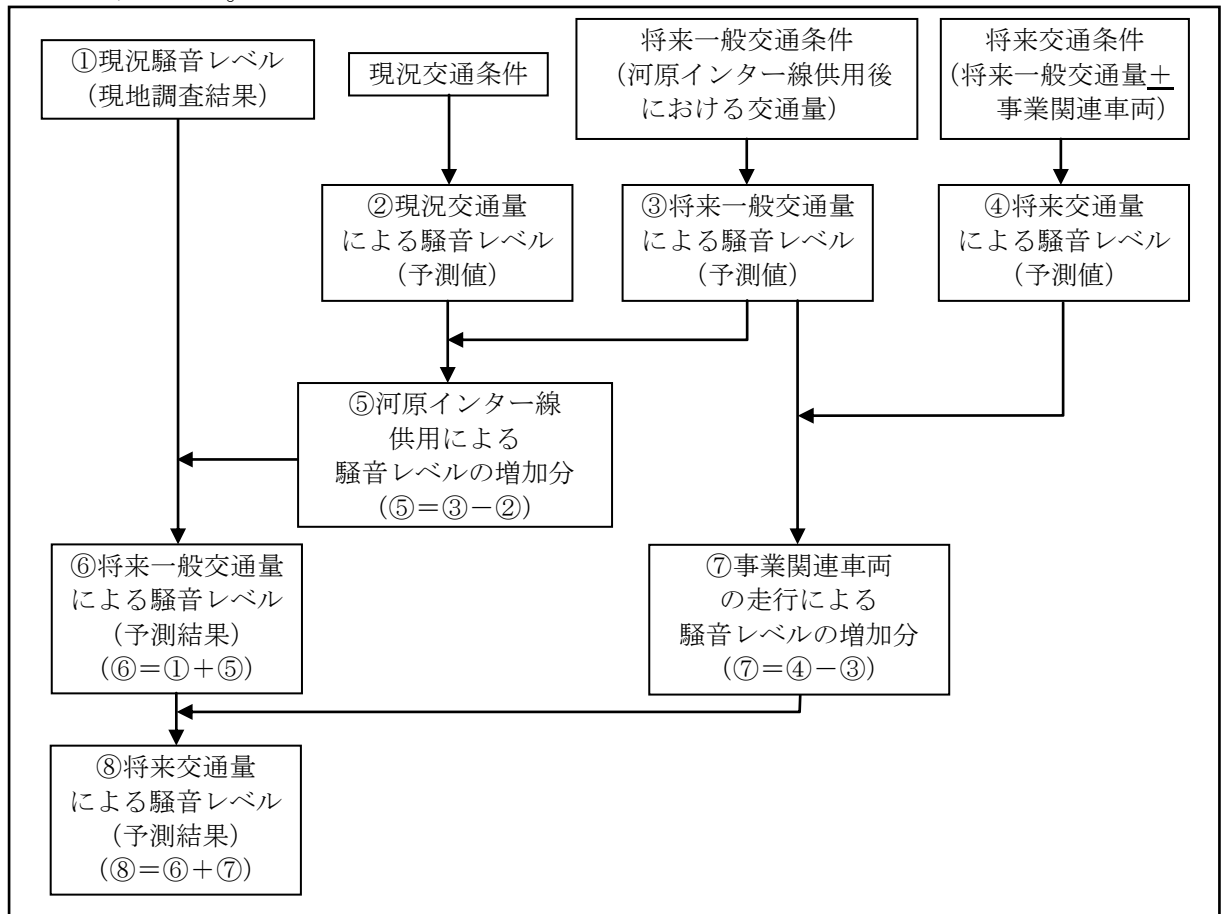 ①現況騒音レベル
(現地調査結果)
現況交通条件
将来一般交通条件
(河原インター線供用後
における交通量)
将来交通条件
(将来一般交通量＋
事業関連車両)
②現況交通量
による騒音レベル
(予測値)
③将来一般交通量
による騒音レベル
(予測値)
④将来交通量
による騒音レベル
(予測値)
⑤河原インター線
供用による
騒音レベルの増加分
(⑤＝③－②)
⑥将来一般交通量
による騒音レベル
(予測結果)
(⑥＝①＋⑤)
⑦事業関連車両
の走行による
騒音レベルの増加分
(⑦＝④－③)
⑧将来交通量
による騒音レベル
(予測結果)
(⑧＝⑥＋⑦)